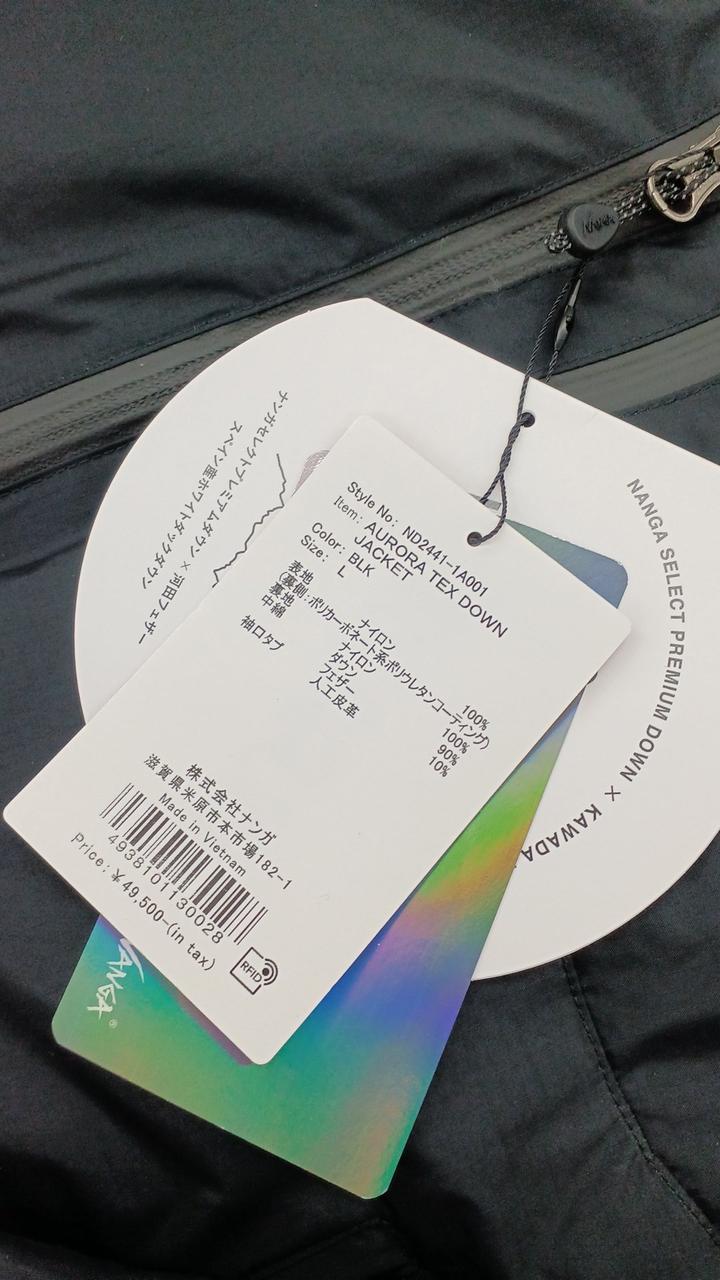 NANGA
ナンガセレクトプレミアムダウン × 河田フェザー
スペイン産ホワイトダックダウン
NANGA SELECT PREMIUM DOWN × KAWADA
Style No: ND2441-1A001
Item: AURORA TEX DOWN
JACKET
Color: BLK
Size: L
表地 ナイロン 100%
(裏側:ポリカーボネート系ポリウレタンコーティング)
裏地 ナイロン 100%
中綿 ダウン 90%
フェザー 10%
袖口タブ 人工皮革
株式会社ナンガ
滋賀県米原市本市場182-1
Made in Vietnam
4938101130028
Price: ¥49,500-(in tax)
RFID
NANGA®